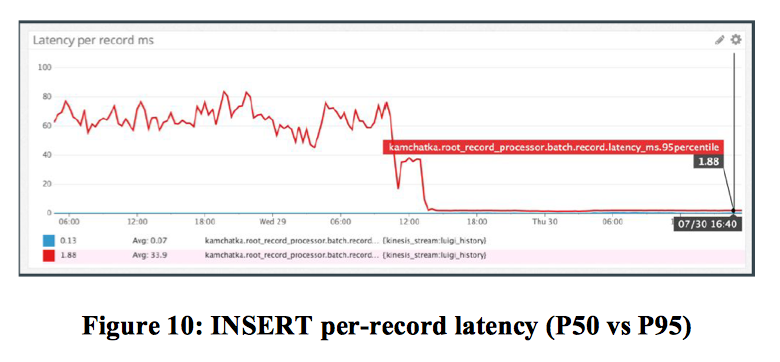 Latency per record ms
100
80
60
40
20
0
kamchatka.root_record_processor.batch.record.latency_ms.95percentile
1.88
06:00 12:00 18:00 Wed 29 06:00 12:00 18:00 Thu 30 06:00
07/30 16:40
0.13 Avg: 0.07 kamchatka.root_record_processor.batch.record... {kinesis_stream:luigi_history}
1.88 Avg: 33.9 kamchatka.root_record_processor.batch.record... {kinesis_stream:luigi_history}
Figure 10: INSERT per-record latency (P50 vs P95)